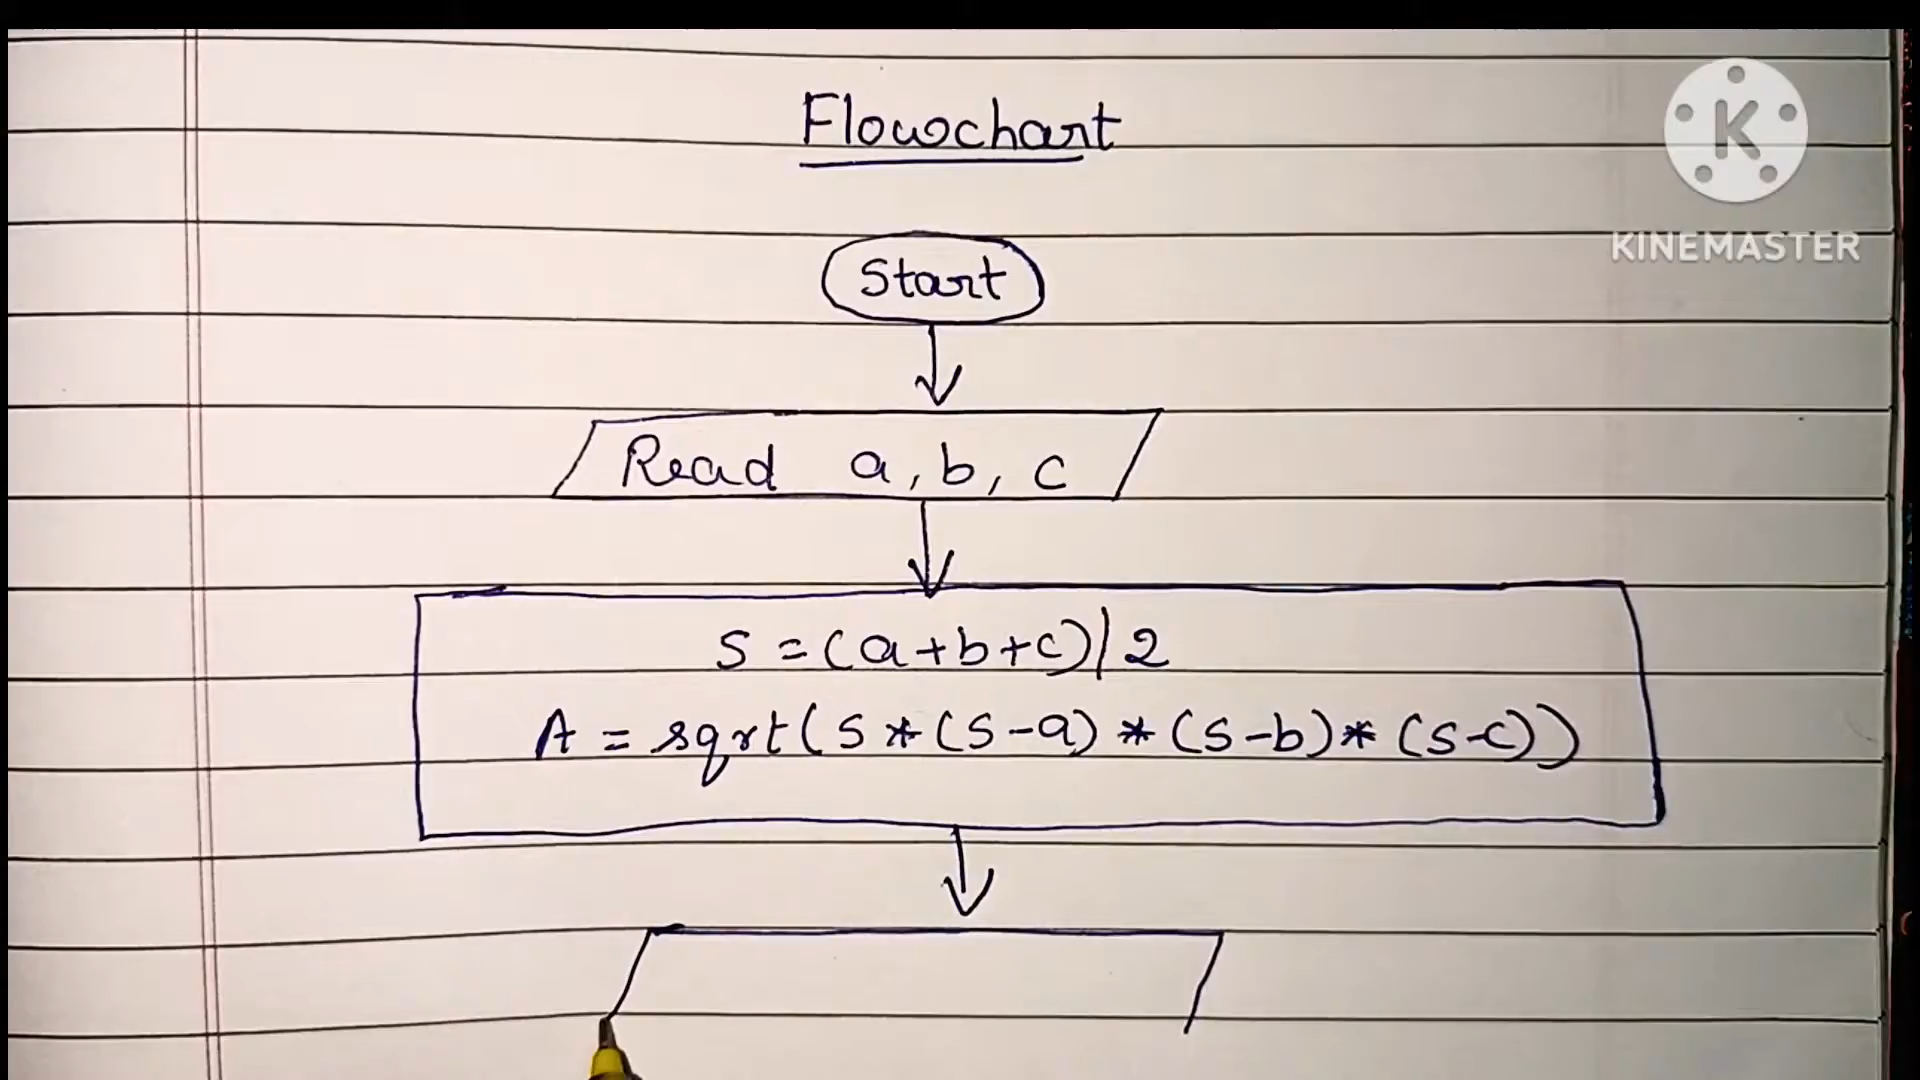 Flowchart
K
KINEMASTER
Start
Read a, b, c
S = (a+b+c)/2
A = sqrt(S*(S-a)*(S-b)*(S-c))